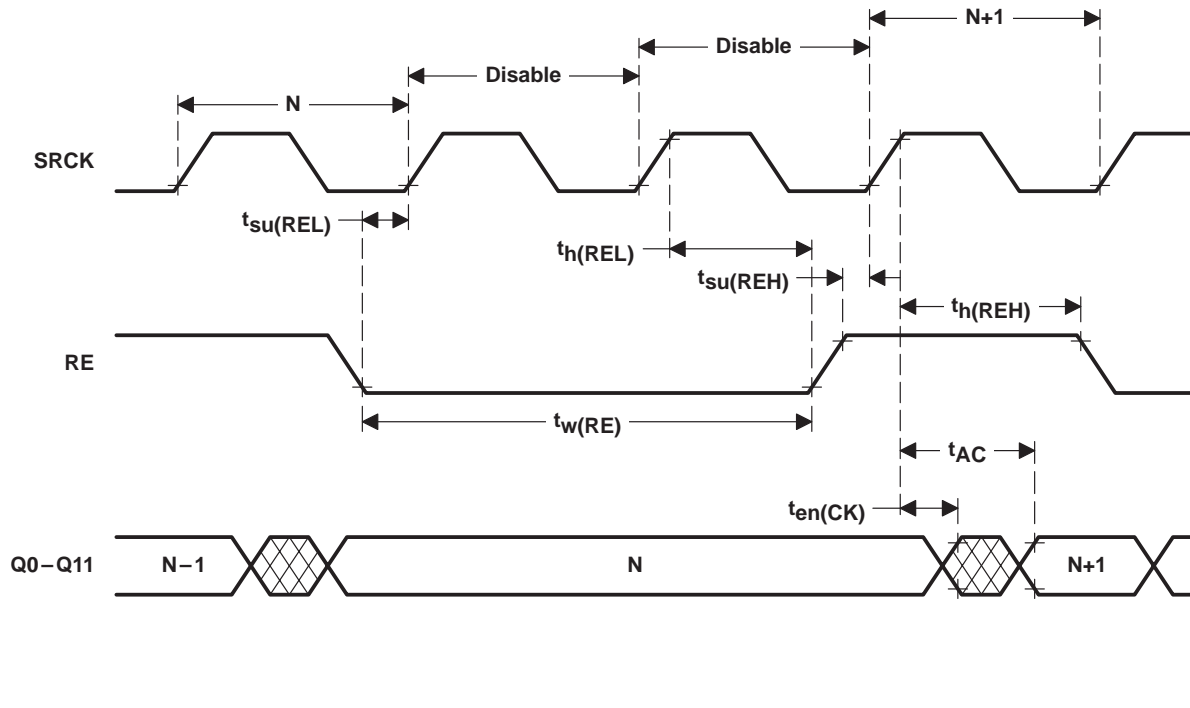 N+1
Disable
Disable
N
SRCK
tsu(REL)
th(REL)
tsu(REH)
th(REH)
RE
tw(RE)
tAC
ten(CK)
Q0–Q11
N–1
N
N+1